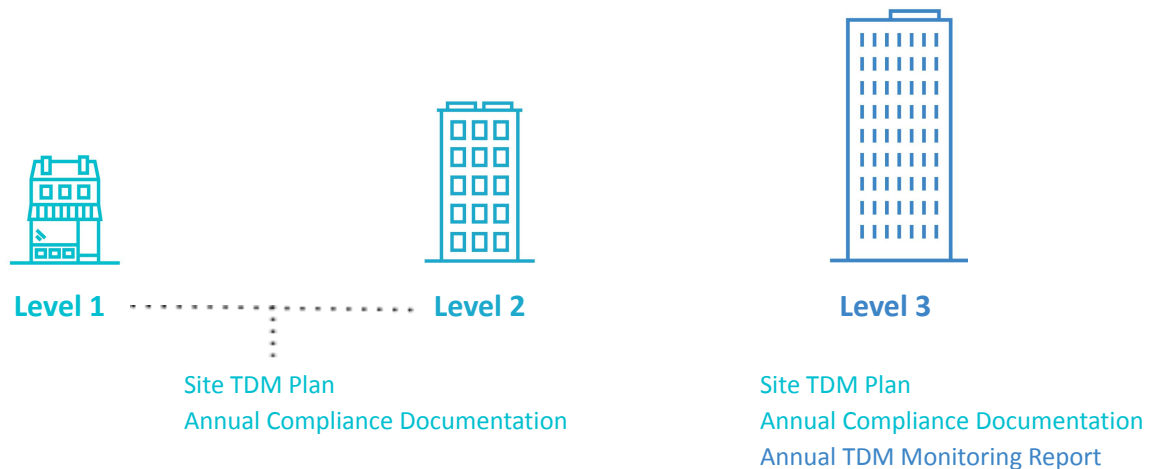 Level 1
Level 2
Level 3
Site TDM Plan
Annual Compliance Documentation
Site TDM Plan
Annual Compliance Documentation
Annual TDM Monitoring Report